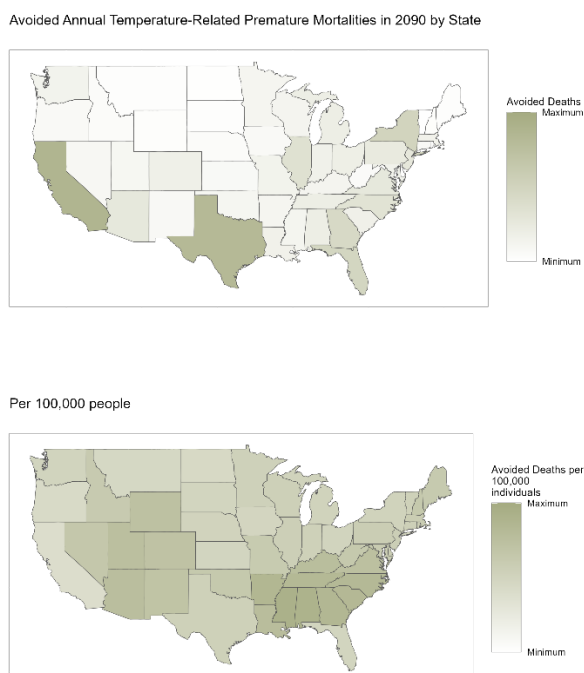 Avoided Annual Temperature-Related Premature Mortalities in 2090 by State
Avoided Deaths
Maximum
Minimum
Per 100,000 people
Avoided Deaths per
100,000
individuals
Maximum
Minimum